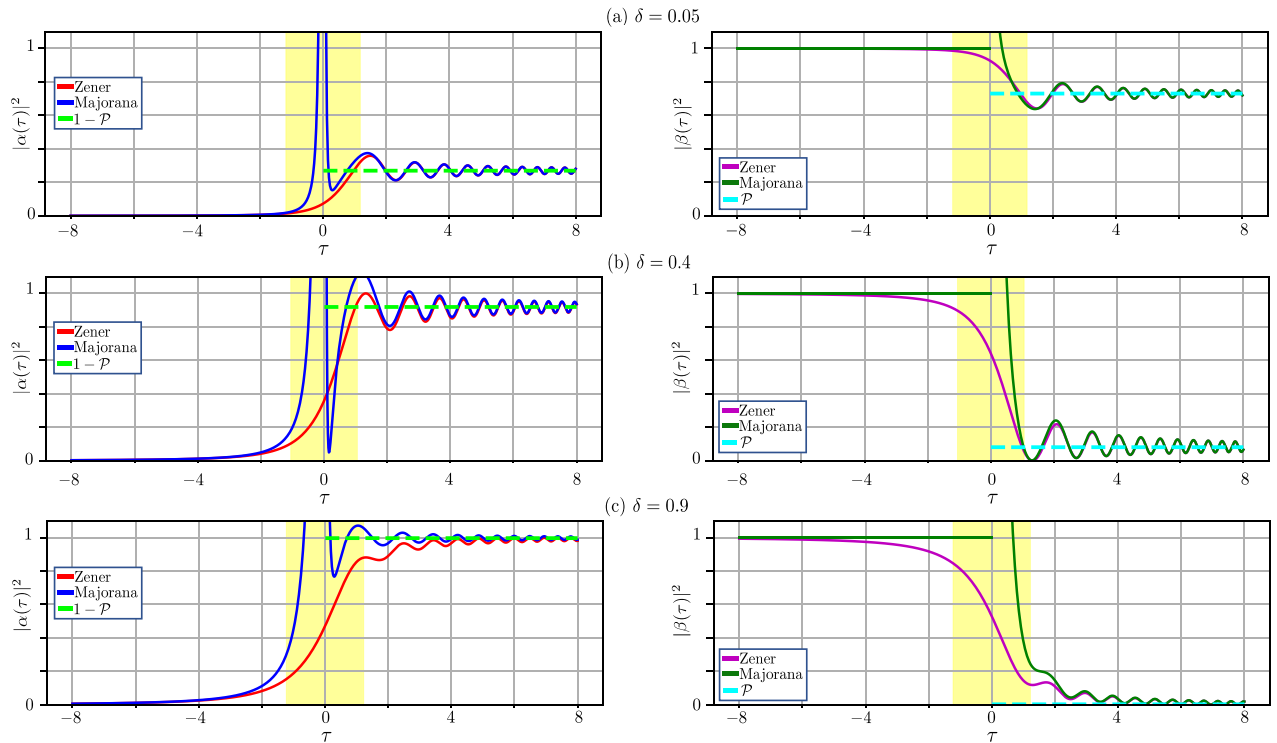 (a) δ = 0.05
1
0
|α(τ)|²
Zener
Majorana
1 − 𝒫
−8 −4 0 4 8
τ
1
0
|β(τ)|²
Zener
Majorana
𝒫
−8 −4 0 4 8
τ
(b) δ = 0.4
1
0
|α(τ)|²
Zener
Majorana
1 − 𝒫
−8 −4 0 4 8
τ
1
0
|β(τ)|²
Zener
Majorana
𝒫
−8 −4 0 4 8
τ
(c) δ = 0.9
1
0
|α(τ)|²
Zener
Majorana
1 − 𝒫
−8 −4 0 4 8
τ
1
0
|β(τ)|²
Zener
Majorana
𝒫
−8 −4 0 4 8
τ